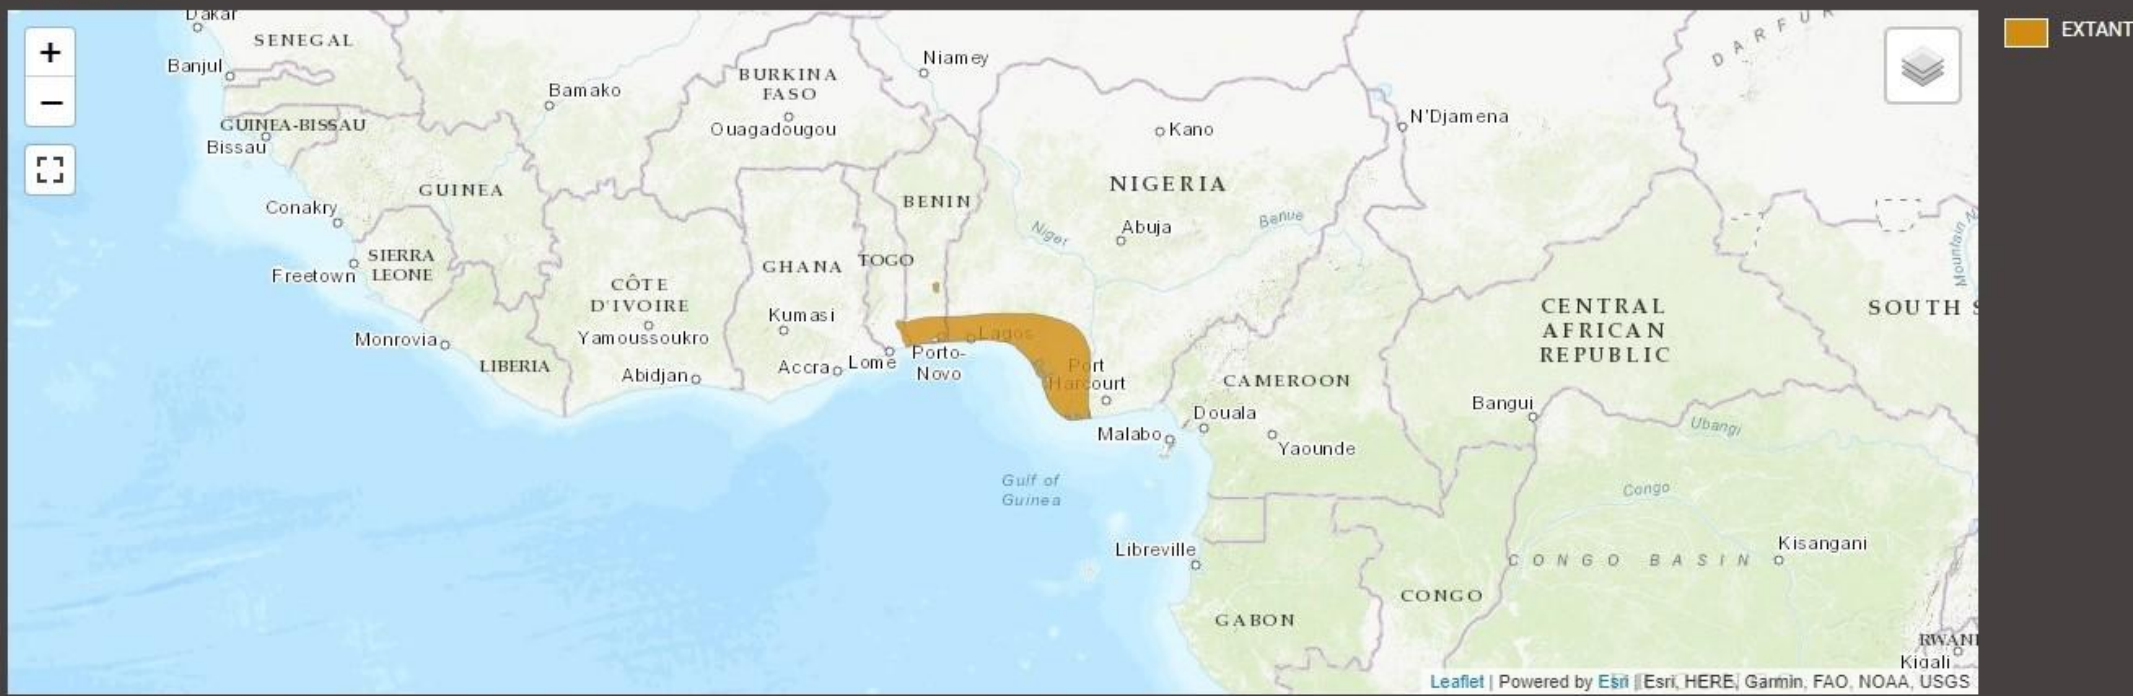 +
−
Dakar
SENEGAL
Banjul
GUINEA-BISSAU
Bissau
Bamako
GUINEA
Conakry
SIERRA
LEONE
Freetown
Monrovia
LIBERIA
BURKINA
FASO
Ouagadougou
Niamey
CÔTE
D'IVOIRE
Yamoussoukro
Abidjan
GHANA
Kumasi
Accra
TOGO
Lome
BENIN
Porto-
Novo
Lagos
Kano
NIGERIA
Abuja
Niger
Benue
Port
Harcourt
N'Djamena
DARFUR
CAMEROON
Douala
Malabo
Yaounde
CENTRAL
AFRICAN
REPUBLIC
Bangui
Ubangi
SOUTH S
Mountain N
Gulf of
Guinea
Libreville
GABON
CONGO
Congo
CONGO BASIN
Kisangani
RWAN
Kigali
Leaflet | Powered by Esri | Esri, HERE, Garmin, FAO, NOAA, USGS
EXTANT